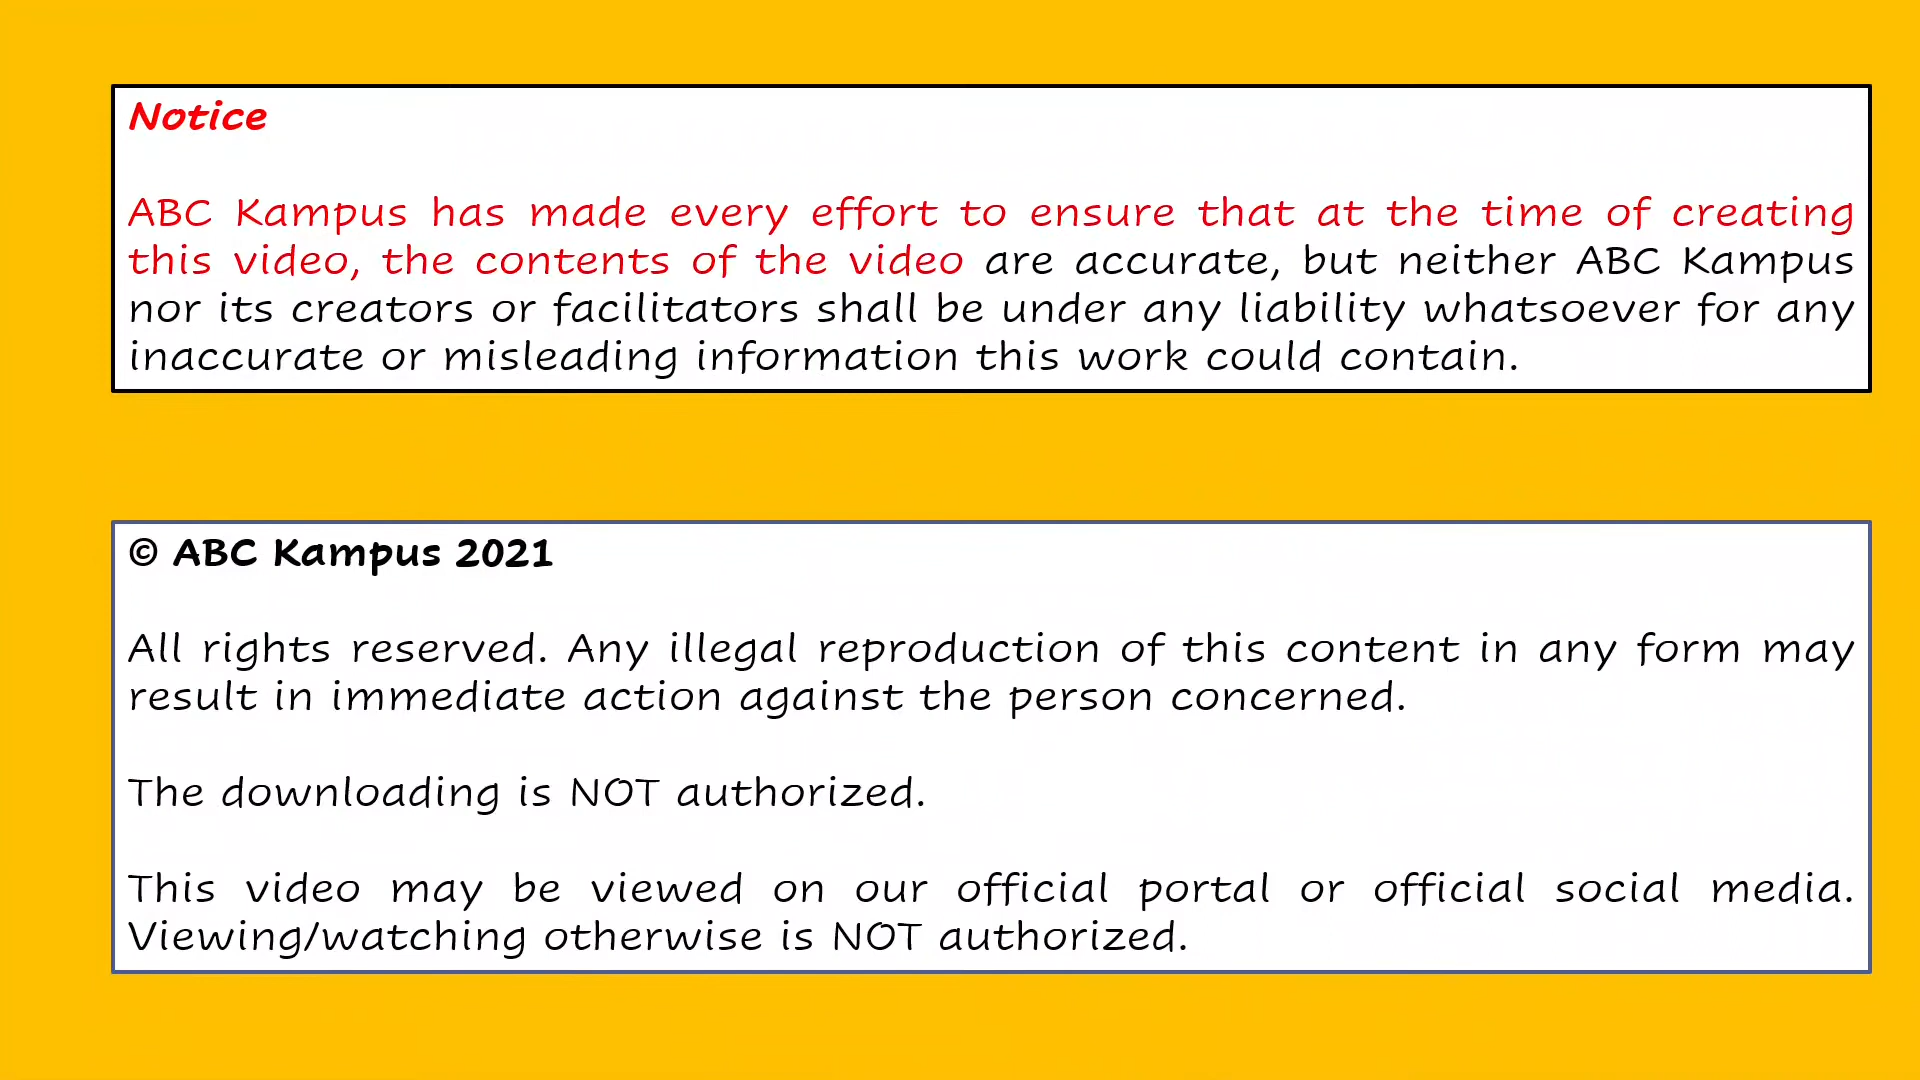 Notice
ABC Kampus has made every effort to ensure that at the time of creating
this video, the contents of the video are accurate, but neither ABC Kampus
nor its creators or facilitators shall be under any liability whatsoever for any
inaccurate or misleading information this work could contain.
© ABC Kampus 2021
All rights reserved. Any illegal reproduction of this content in any form may
result in immediate action against the person concerned.
The downloading is NOT authorized.
This video may be viewed on our official portal or official social media.
Viewing/watching otherwise is NOT authorized.